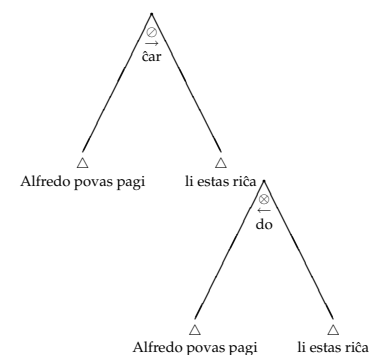 ⊘
→
ĉar
△ △
Alfredo povas pagi li estas riĉa
⊗
←
do
△ △
Alfredo povas pagi li estas riĉa